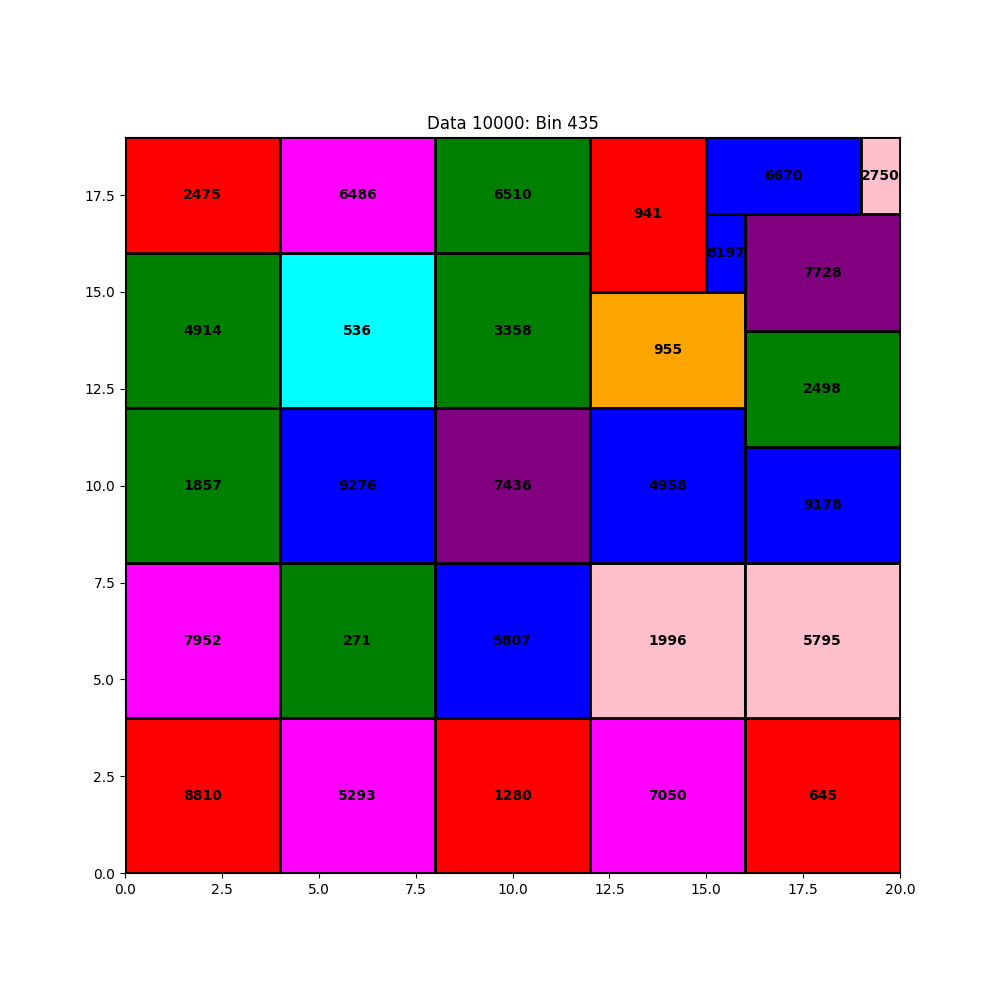 Data 10000: Bin 435
2475 6486 6510 941 6670 2750
8197 7728
4914 536 3358 955 2498
1857 9276 7436 4958 9178
7952 271 5807 1996 5795
8810 5293 1280 7050 645
17.5
15.0
12.5
10.0
7.5
5.0
2.5
0.0
0.0 2.5 5.0 7.5 10.0 12.5 15.0 17.5 20.0